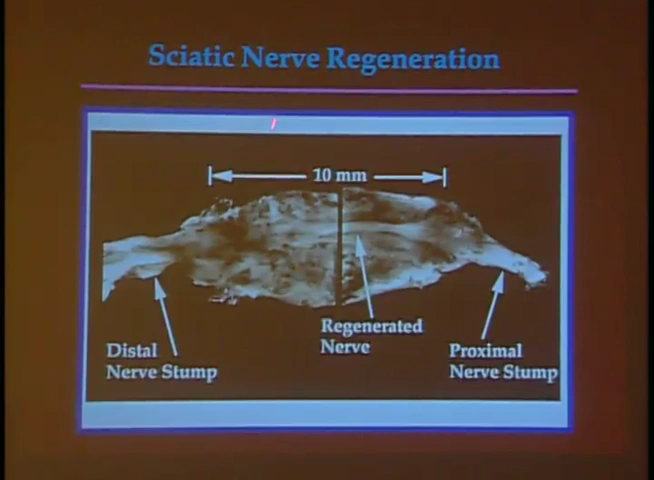 Sciatic Nerve Regeneration
10 mm
Regenerated
Nerve
Distal
Nerve Stump
Proximal
Nerve Stump